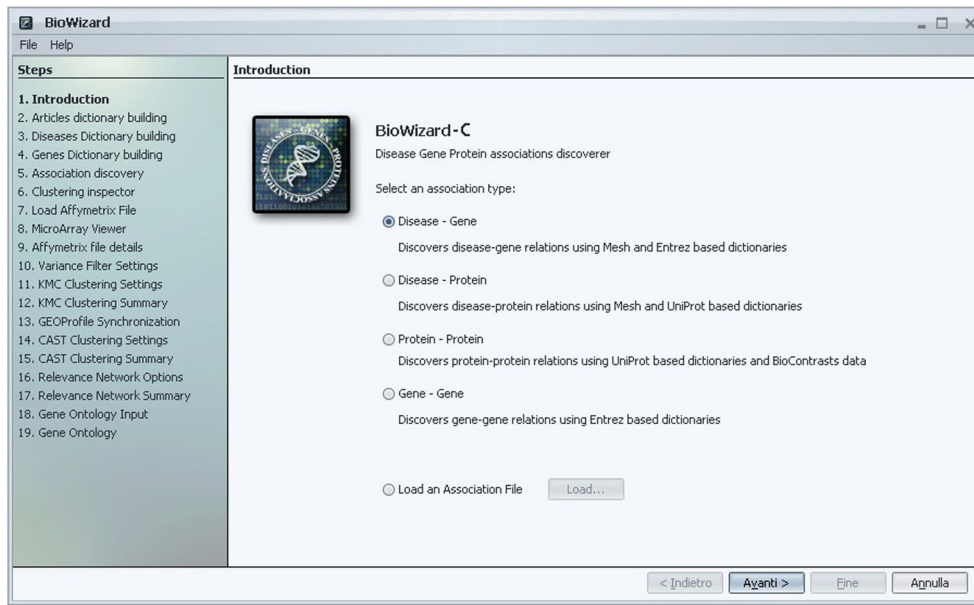 BioWizard
File Help
Steps
1. Introduction
2. Articles dictionary building
3. Diseases Dictionary building
4. Genes Dictionary building
5. Association discovery
6. Clustering inspector
7. Load Affymetrix File
8. MicroArray Viewer
9. Affymetrix file details
10. Variance Filter Settings
11. KMC Clustering Settings
12. KMC Clustering Summary
13. GEOProfile Synchronization
14. CAST Clustering Settings
15. CAST Clustering Summary
16. Relevance Network Options
17. Relevance Network Summary
18. Gene Ontology Input
19. Gene Ontology
Introduction
DISEASES - GENES - PROTEINS ASSOCIATIONS
BioWizard-C
Disease Gene Protein associations discoverer
Select an association type:
Disease - Gene
Discovers disease-gene relations using Mesh and Entrez based dictionaries
Disease - Protein
Discovers disease-protein relations using Mesh and UniProt based dictionaries
Protein - Protein
Discovers protein-protein relations using UniProt based dictionaries and BioContrasts data
Gene - Gene
Discovers gene-gene relations using Entrez based dictionaries
Load an Association File
Load...
< Indietro
Avanti >
Fine
Annulla